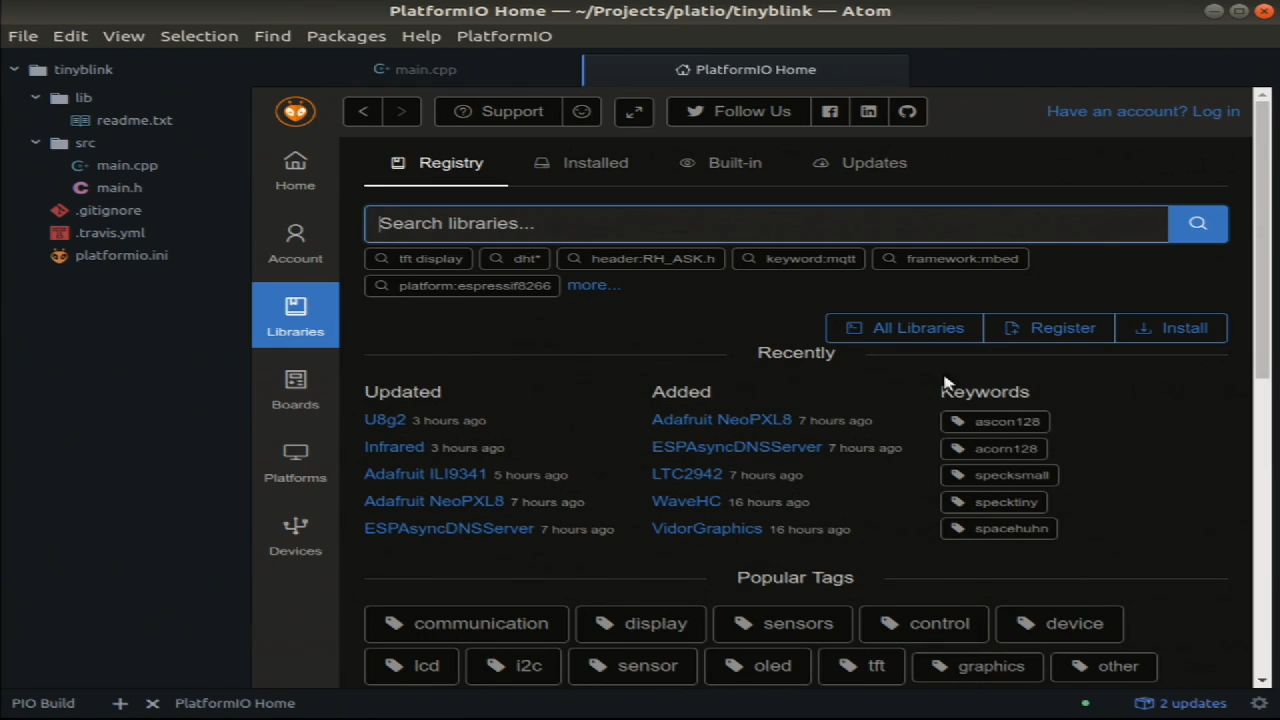 PlatformIO Home — ~/Projects/platio/tinyblink — Atom
File Edit View Selection Find Packages Help PlatformIO
tinyblink
lib
readme.txt
src
main.cpp
main.h
.gitignore
.travis.yml
platformio.ini
main.cpp
PlatformIO Home
Support
Follow Us
Have an account? Log in
Home
Account
Libraries
Boards
Platforms
Devices
Registry Installed Built-in Updates
Search libraries...
tft display dht* header:RH_ASK.h keyword:mqtt framework:mbed
platform:espressif8266 more...
All Libraries Register Install
Recently
Updated
U8g2 3 hours ago
Infrared 3 hours ago
Adafruit ILI9341 5 hours ago
Adafruit NeoPXL8 7 hours ago
ESPAsyncDNSServer 7 hours ago
Added
Adafruit NeoPXL8 7 hours ago
ESPAsyncDNSServer 7 hours ago
LTC2942 7 hours ago
WaveHC 16 hours ago
VidorGraphics 16 hours ago
Keywords
ascon128
acorn128
specksmall
specktiny
spacehuhn
Popular Tags
communication display sensors control device
lcd i2c sensor oled tft graphics other
PIO Build + × PlatformIO Home
2 updates